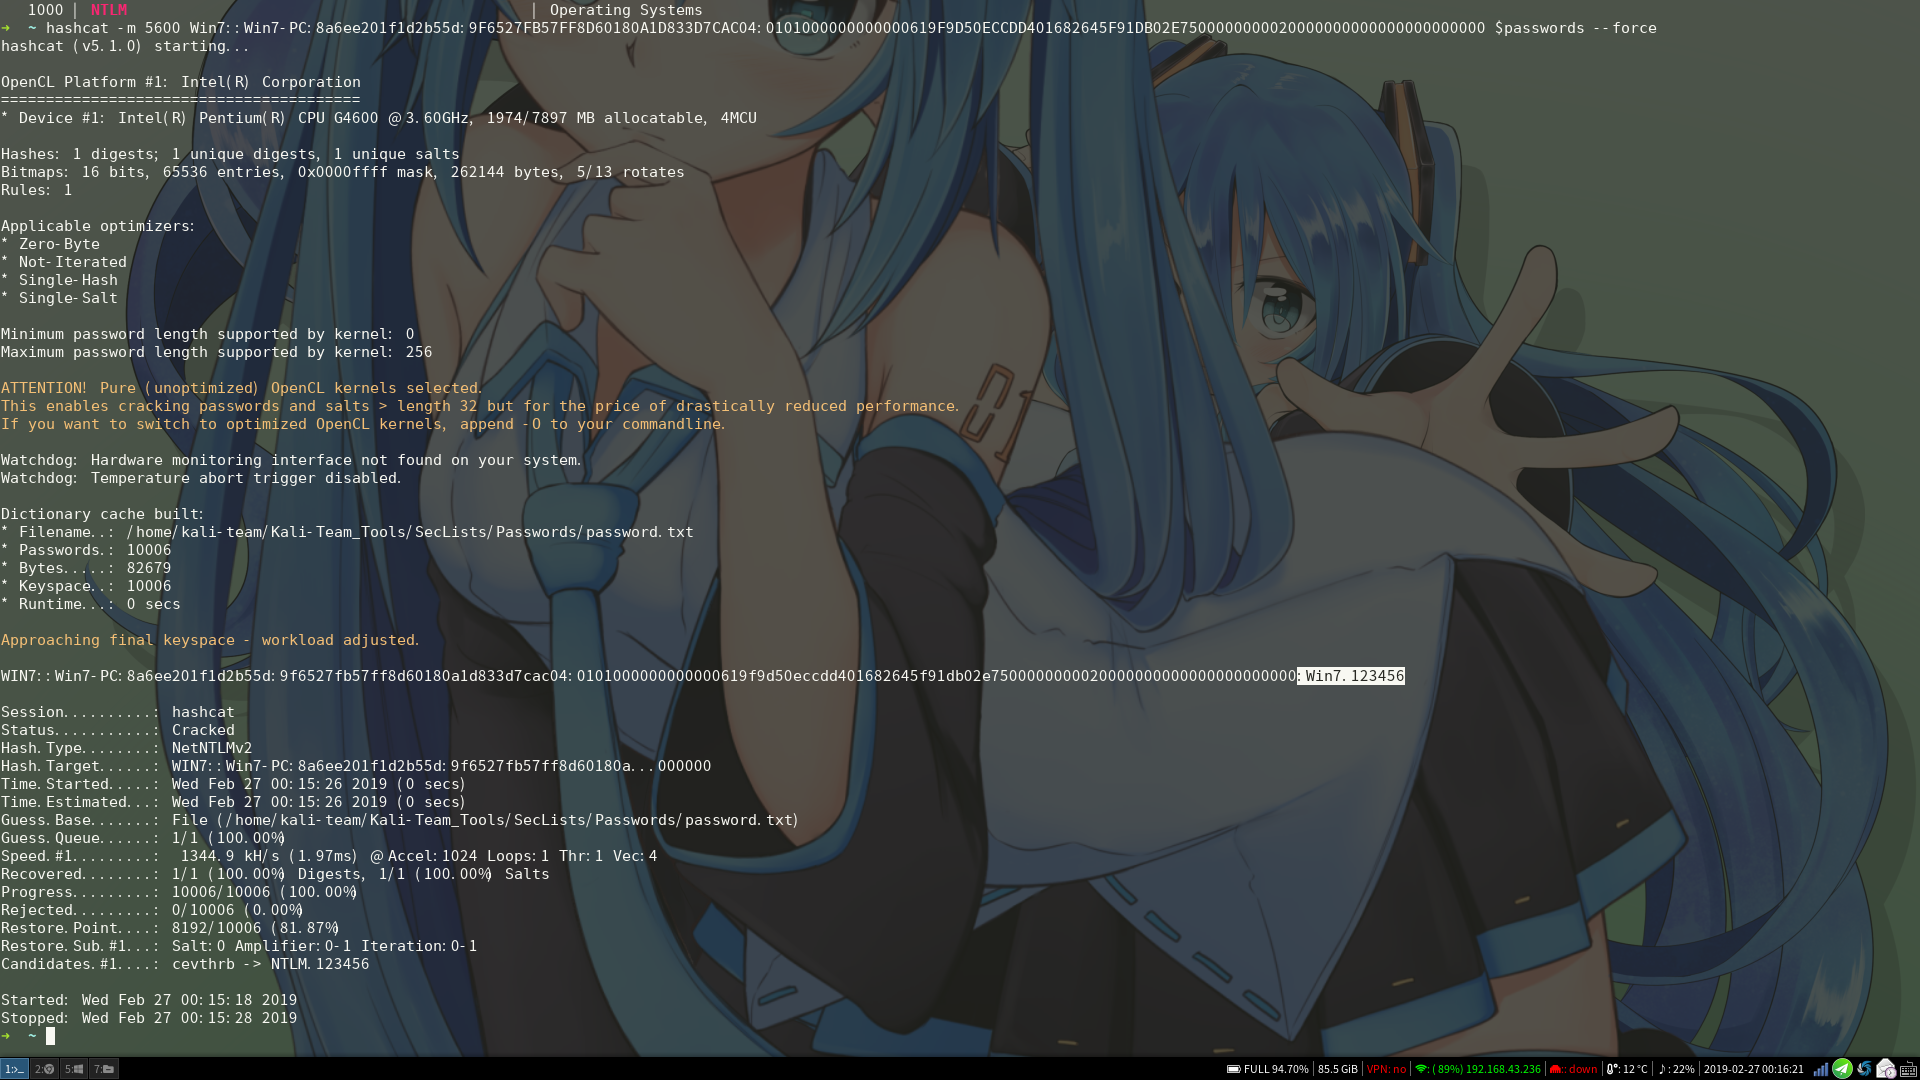 1000 | NTLM | Operating Systems
➜ ~ hashcat -m 5600 Win7::Win7-PC:8a6ee201f1d2b55d:9F6527FB57FF8D60180A1D833D7CAC04:0101000000000000619F9D50ECCDD401682645F91DB02E750000000002000000000000000000000000 $passwords --force
hashcat (v5.1.0) starting...
OpenCL Platform #1: Intel(R) Corporation
========================================
* Device #1: Intel(R) Pentium(R) CPU G4600 @ 3.60GHz, 1974/7897 MB allocatable, 4MCU
Hashes: 1 digests; 1 unique digests, 1 unique salts
Bitmaps: 16 bits, 65536 entries, 0x0000ffff mask, 262144 bytes, 5/13 rotates
Rules: 1
Applicable optimizers:
* Zero-Byte
* Not-Iterated
* Single-Hash
* Single-Salt
Minimum password length supported by kernel: 0
Maximum password length supported by kernel: 256
ATTENTION! Pure (unoptimized) OpenCL kernels selected.
This enables cracking passwords and salts > length 32 but for the price of drastically reduced performance.
If you want to switch to optimized OpenCL kernels, append -O to your commandline.
Watchdog: Hardware monitoring interface not found on your system.
Watchdog: Temperature abort trigger disabled.
Dictionary cache built:
* Filename..: /home/kali-team/Kali-Team_Tools/SecLists/Passwords/password.txt
* Passwords.: 10006
* Bytes.....: 82679
* Keyspace..: 10006
* Runtime...: 0 secs
Approaching final keyspace - workload adjusted.
WIN7::Win7-PC:8a6ee201f1d2b55d:9f6527fb57ff8d60180a1d833d7cac04:0101000000000000619f9d50eccdd401682645f91db02e750000000002000000000000000000000000:Win7.123456
Session..........: hashcat
Status...........: Cracked
Hash.Type........: NetNTLMv2
Hash.Target......: WIN7::Win7-PC:8a6ee201f1d2b55d:9f6527fb57ff8d60180a...000000
Time.Started.....: Wed Feb 27 00:15:26 2019 (0 secs)
Time.Estimated...: Wed Feb 27 00:15:26 2019 (0 secs)
Guess.Base.......: File (/home/kali-team/Kali-Team_Tools/SecLists/Passwords/password.txt)
Guess.Queue......: 1/1 (100.00%)
Speed.#1.........: 1344.9 kH/s (1.97ms) @ Accel:1024 Loops:1 Thr:1 Vec:4
Recovered........: 1/1 (100.00%) Digests, 1/1 (100.00%) Salts
Progress.........: 10006/10006 (100.00%)
Rejected.........: 0/10006 (0.00%)
Restore.Point....: 8192/10006 (81.87%)
Restore.Sub.#1...: Salt:0 Amplifier:0-1 Iteration:0-1
Candidates.#1....: cevthrb -> NTLM.123456
Started: Wed Feb 27 00:15:18 2019
Stopped: Wed Feb 27 00:15:28 2019
➜ ~
1:>_ 2: 5: 7: FULL 94.70% | 85.5 GiB | VPN: no | : ( 89%) 192.168.43.236 | : down | : 12 °C | ♪: 22% | 2019-02-27 00:16:21